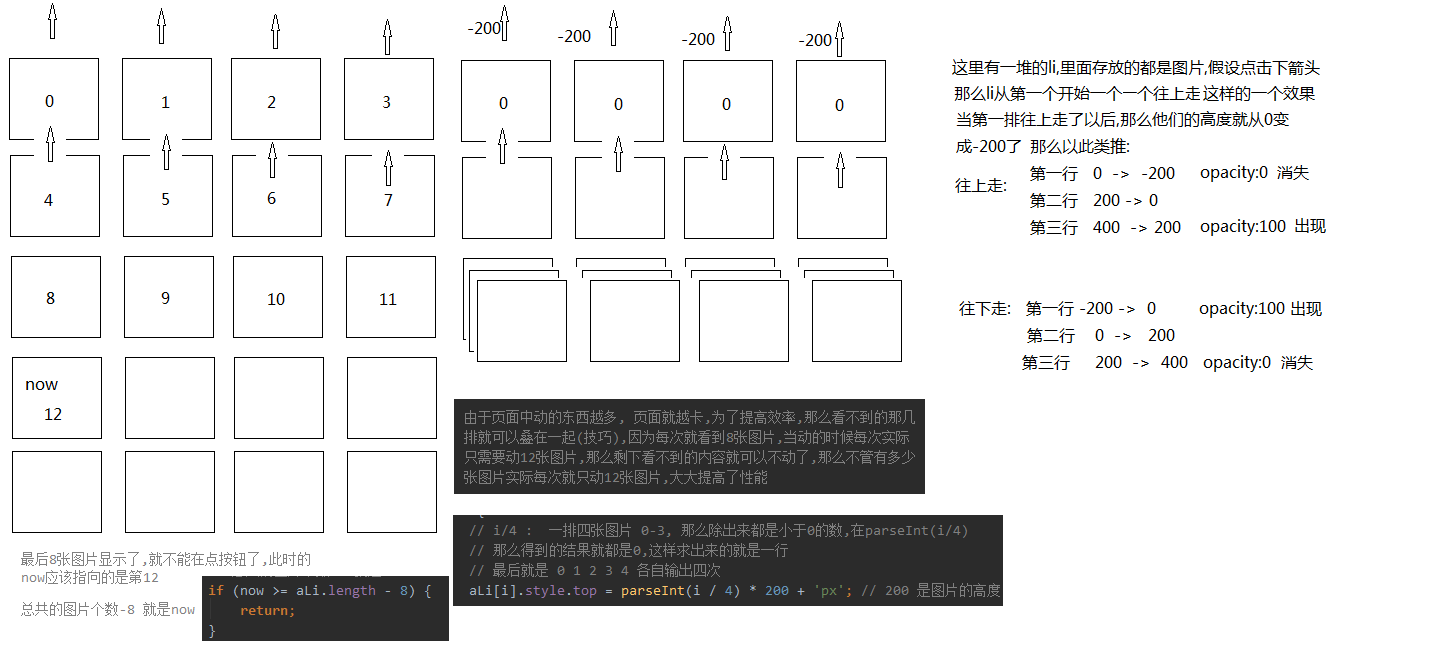 0 1 2 3
4 5 6 7
8 9 10 11
now
12
最后8张图片显示了,就不能在点按钮了,此时的
now应该指向的是第12
总共的图片个数-8 就是now
if (now >= aLi.length - 8) {
return;
}
-200 -200 -200 -200
0 0 0 0
由于页面中动的东西越多, 页面就越卡,为了提高效率,那么看不到的那几
排就可以叠在一起(技巧),因为每次就看到8张图片,当动的时候每次实际
只需要动12张图片,那么剩下看不到的内容就可以不动了,那么不管有多少
张图片实际每次就只动12张图片,大大提高了性能
// i/4 : 一排四张图片 0-3, 那么除出来都是小于0的数,在parseInt(i/4)
// 那么得到的结果就都是0,这样求出来的就是一行
// 最后就是 0 1 2 3 4 各自输出四次
aLi[i].style.top = parseInt(i / 4) * 200 + 'px'; // 200 是图片的高度
这里有一堆的li,里面存放的都是图片,假设点击下箭头
那么li从第一个开始一个一个往上走 这样的一个效果
当第一排往上走了以后,那么他们的高度就从0变
成-200了 那么以此类推:
往上走: 第一行 0 -> -200 opacity:0 消失
第二行 200 -> 0
第三行 400 -> 200 opacity:100 出现
往下走: 第一行 -200 -> 0 opacity:100 出现
第二行 0 -> 200
第三行 200 -> 400 opacity:0 消失